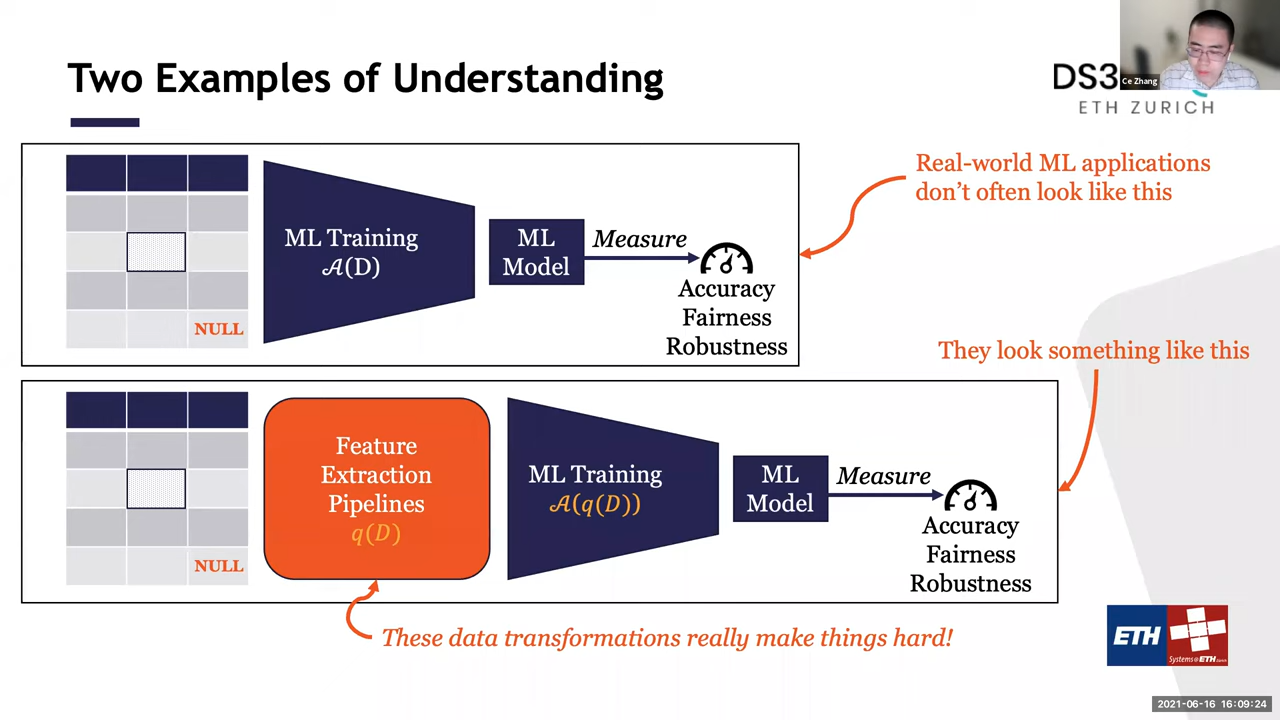 Two Examples of Understanding
DS3
ETH ZURICH
Ce Zhang
Real-world ML applications
don't often look like this
ML Training
𝒜(D)
ML
Model
Measure
Accuracy
Fairness
Robustness
NULL
They look something like this
Feature
Extraction
Pipelines
q(D)
ML Training
𝒜(q(D))
ML
Model
Measure
Accuracy
Fairness
Robustness
NULL
These data transformations really make things hard!
ETH
Systems@ETH
2021-06-16 16:09:24